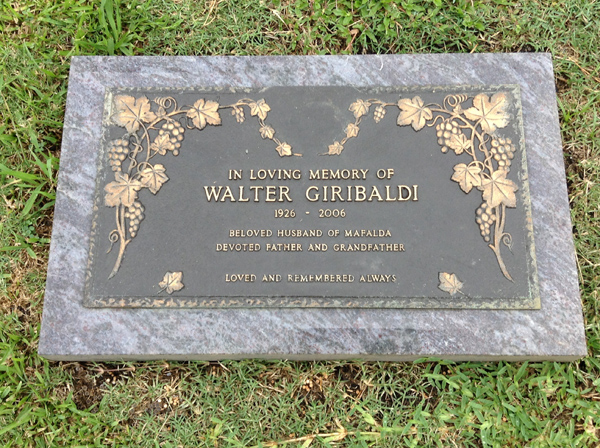 IN LOVING MEMORY OF
WALTER GIRIBALDI
1926 - 2006
BELOVED HUSBAND OF MAFALDA
DEVOTED FATHER AND GRANDFATHER
LOVED AND REMEMBERED ALWAYS